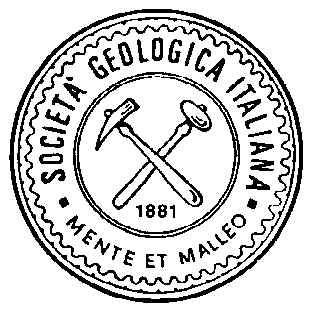 SOCIETA' GEOLOGICA ITALIANA
1881
MENTE ET MALLEO